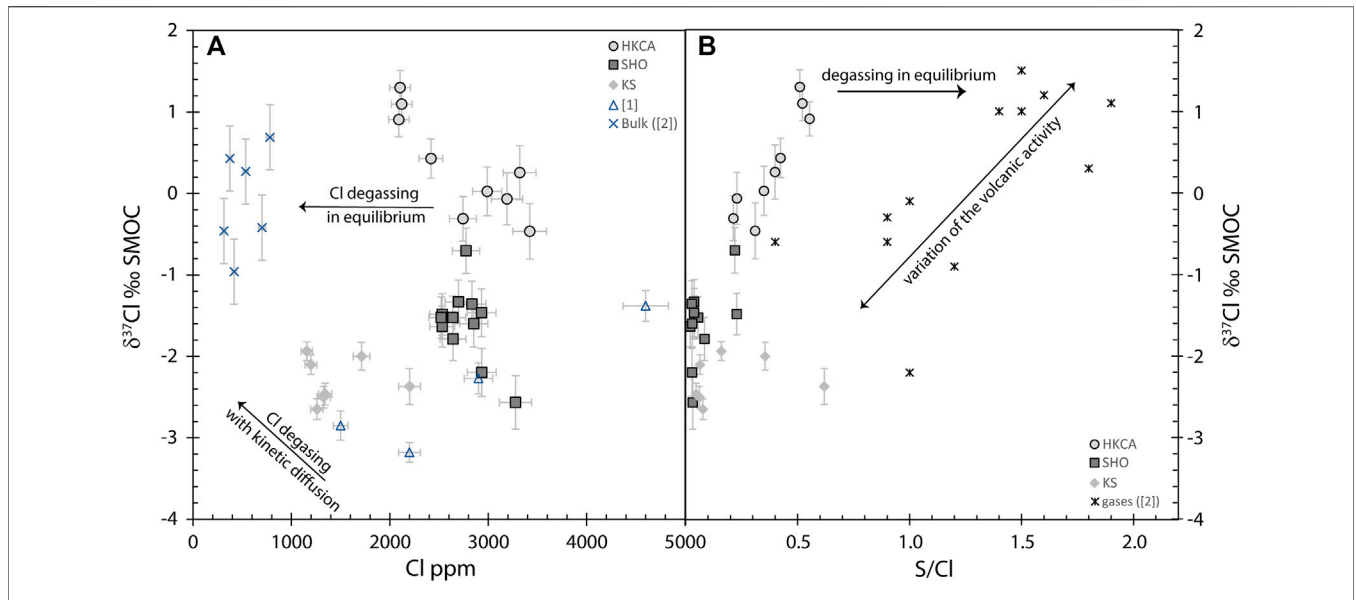 A
B
HKCA
SHO
KS
[1]
Bulk ([2])
Cl degassing
in equilibrium
Cl degasing
with kinetic diffusion
degassing in equilibrium
variation of the volcanic activity
HKCA
SHO
KS
gases ([2])
2
1
0
-1
-2
-3
-4
δ³⁷Cl ‰ SMOC
2
1
0
-1
-2
-3
-4
δ³⁷Cl ‰ SMOC
0 1000 2000 3000 4000 5000 0.5 1.0 1.5 2.0
Cl ppm
S/Cl